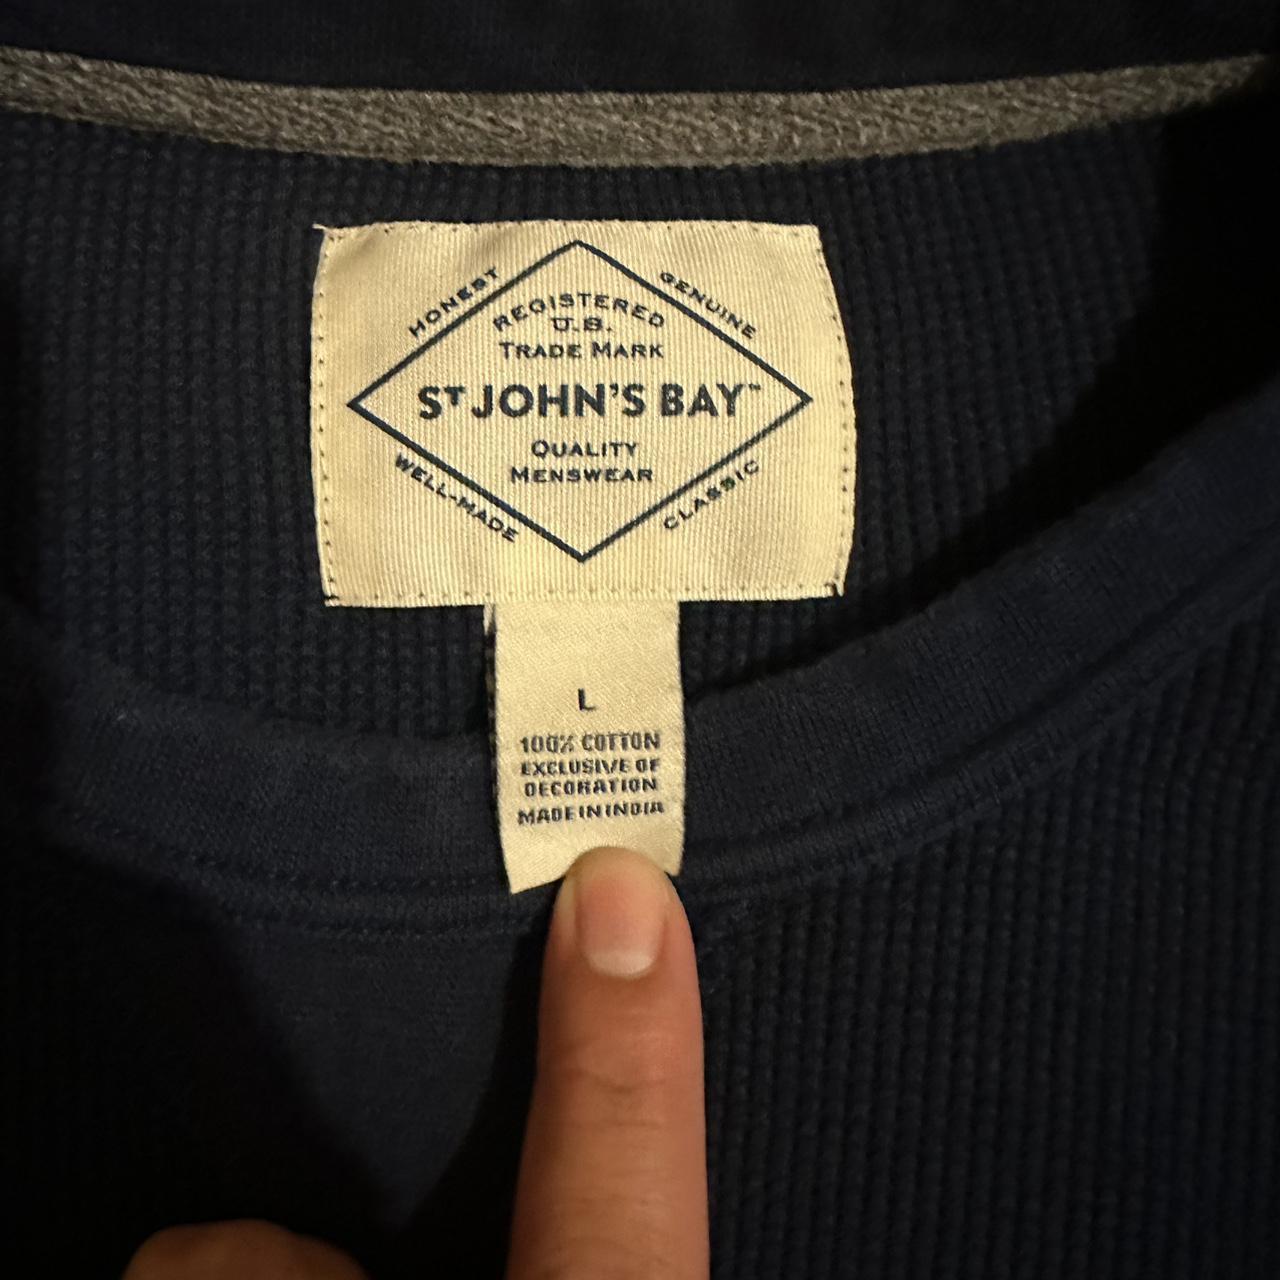 HONEST
GENUINE
REGISTERED
U.S.
TRADE MARK
ST JOHN'S BAY™
QUALITY
MENSWEAR
WELL-MADE
CLASSIC
L
100% COTTON
EXCLUSIVE OF
DECORATION
MADE IN INDIA